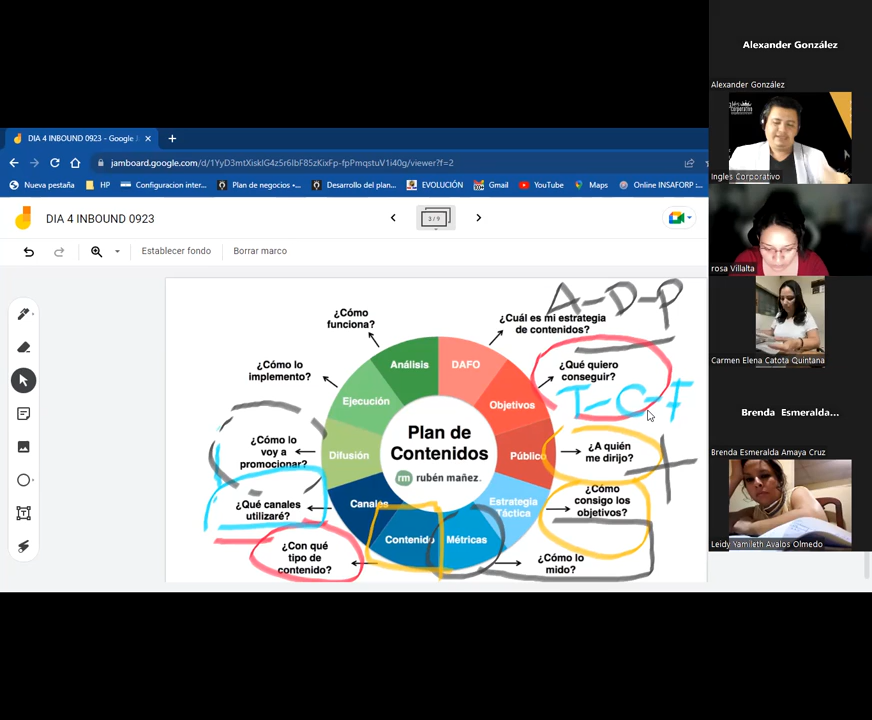 DIA 4 INBOUND 0923 - Google J
jamboard.google.com/d/1YyD3mtXisklG4z5r6lbF85zKixFp-fpPmqstuV1i40g/viewer?f=2
Nueva pestaña
HP
Configuracion inter...
Plan de negocios -...
Desarrollo del plan...
EVOLUCIÓN
Gmail
YouTube
Maps
Online INSAFORP :...
DIA 4 INBOUND 0923
3 / 9
Establecer fondo
Borrar marco
A-D-P
¿Cómo
funciona?
¿Cuál es mi estrategia
de contenidos?
¿Cómo lo
implemento?
Análisis
DAFO
¿Qué quiero
conseguir?
T-C-F
Ejecución
Objetivos
¿Cómo lo
voy a
promocionar?
Difusión
Plan de
Contenidos
rm rubén mañez.
Público
¿A quién
me dirijo?
¿Qué canales
utilizaré?
Canales
Estrategia
Táctica
¿Cómo
consigo los
objetivos?
¿Con qué
tipo de
contenido?
Contenido
Métricas
¿Cómo lo
mido?
Alexander González
Alexander González
Ingles Corporativo
rosa Villalta
Carmen Elena Catota Quintana
Brenda Esmeralda...
Brenda Esmeralda Amaya Cruz
Leidy Yamileth Avalos Olmedo